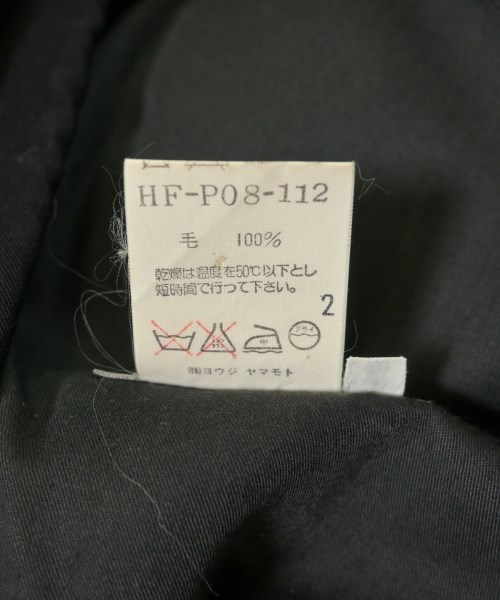 HF-P08-112
毛 100%
乾燥は温度を50℃以下とし
短時間で行って下さい。
2
ドライ
㈱ヨウジ ヤマモト